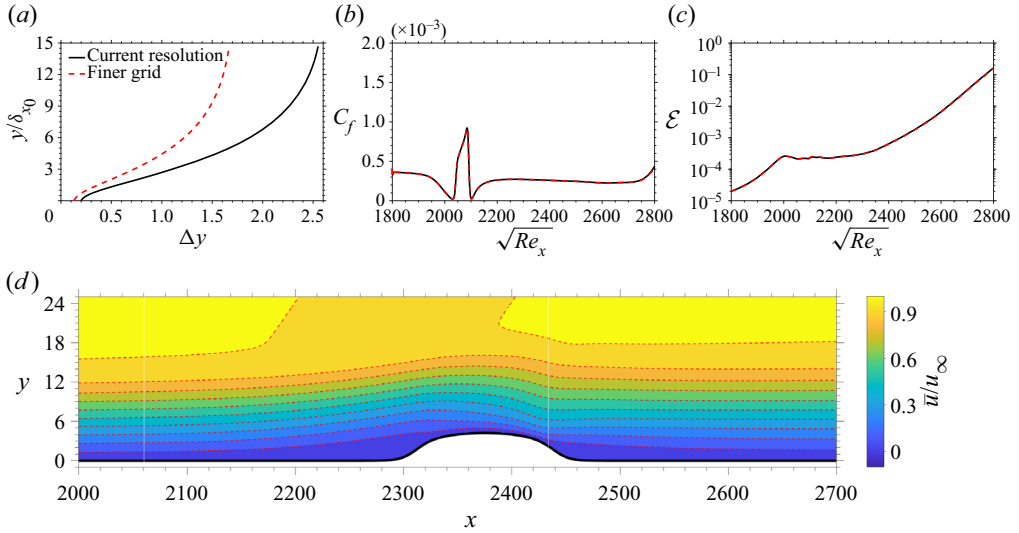 (a)
15
12
9
6
3
0
y/δx0
Current resolution
Finer grid
0.5 1.0 1.5 2.0 2.5
Δy
(b)
(×10−3)
2.0
1.5
1.0
0.5
0
Cf
1800 2000 2200 2400 2600 2800
√Rex
(c)
100
10−1
10−2
10−3
10−4
10−5
ℰ
1800 2000 2200 2400 2600 2800
√Rex
(d)
24
18
12
6
0
y
2000 2100 2200 2300 2400 2500 2600 2700
x
0.9
0.6
0.3
0
u̅/u∞